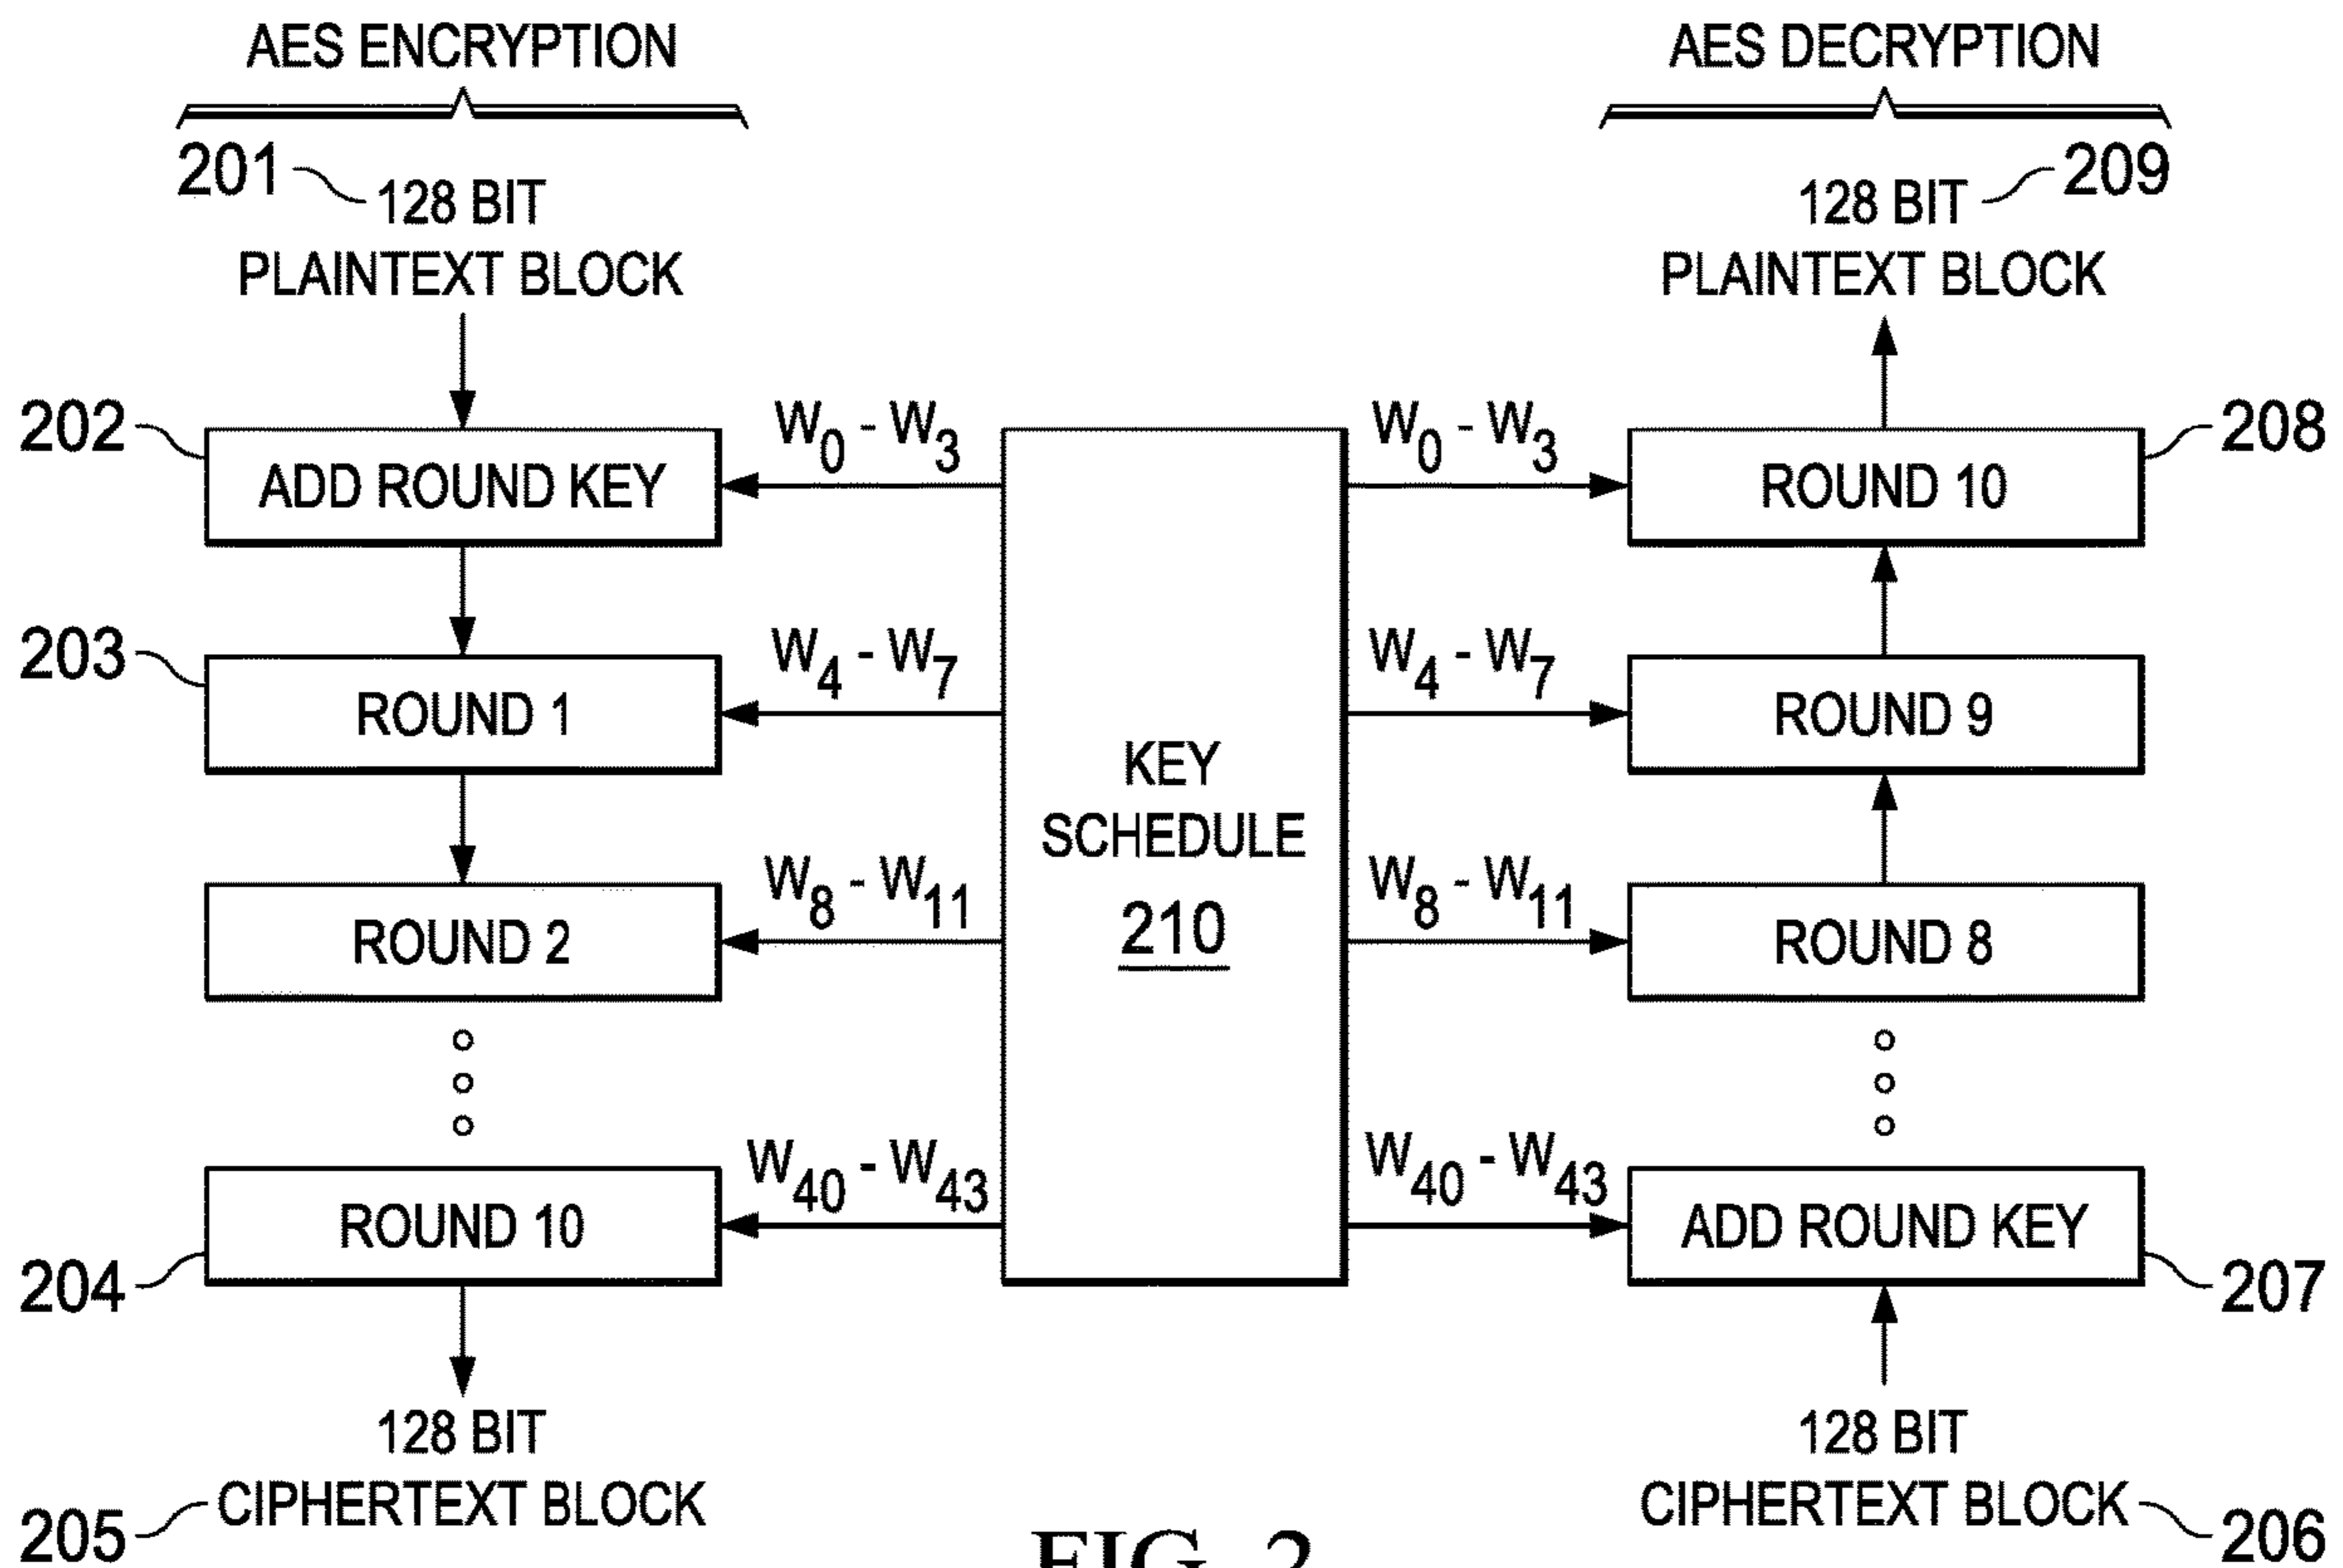 AES ENCRYPTION
AES DECRYPTION
201
128 BIT
PLAINTEXT BLOCK
209
128 BIT
PLAINTEXT BLOCK
202
ADD ROUND KEY
W0 - W3
W0 - W3
ROUND 10
208
203
ROUND 1
W4 - W7
W4 - W7
ROUND 9
KEY
SCHEDULE
210
ROUND 2
W8 - W11
W8 - W11
ROUND 8
204
ROUND 10
W40 - W43
W40 - W43
ADD ROUND KEY
207
128 BIT
CIPHERTEXT BLOCK
205
128 BIT
CIPHERTEXT BLOCK
206
FIG. 2